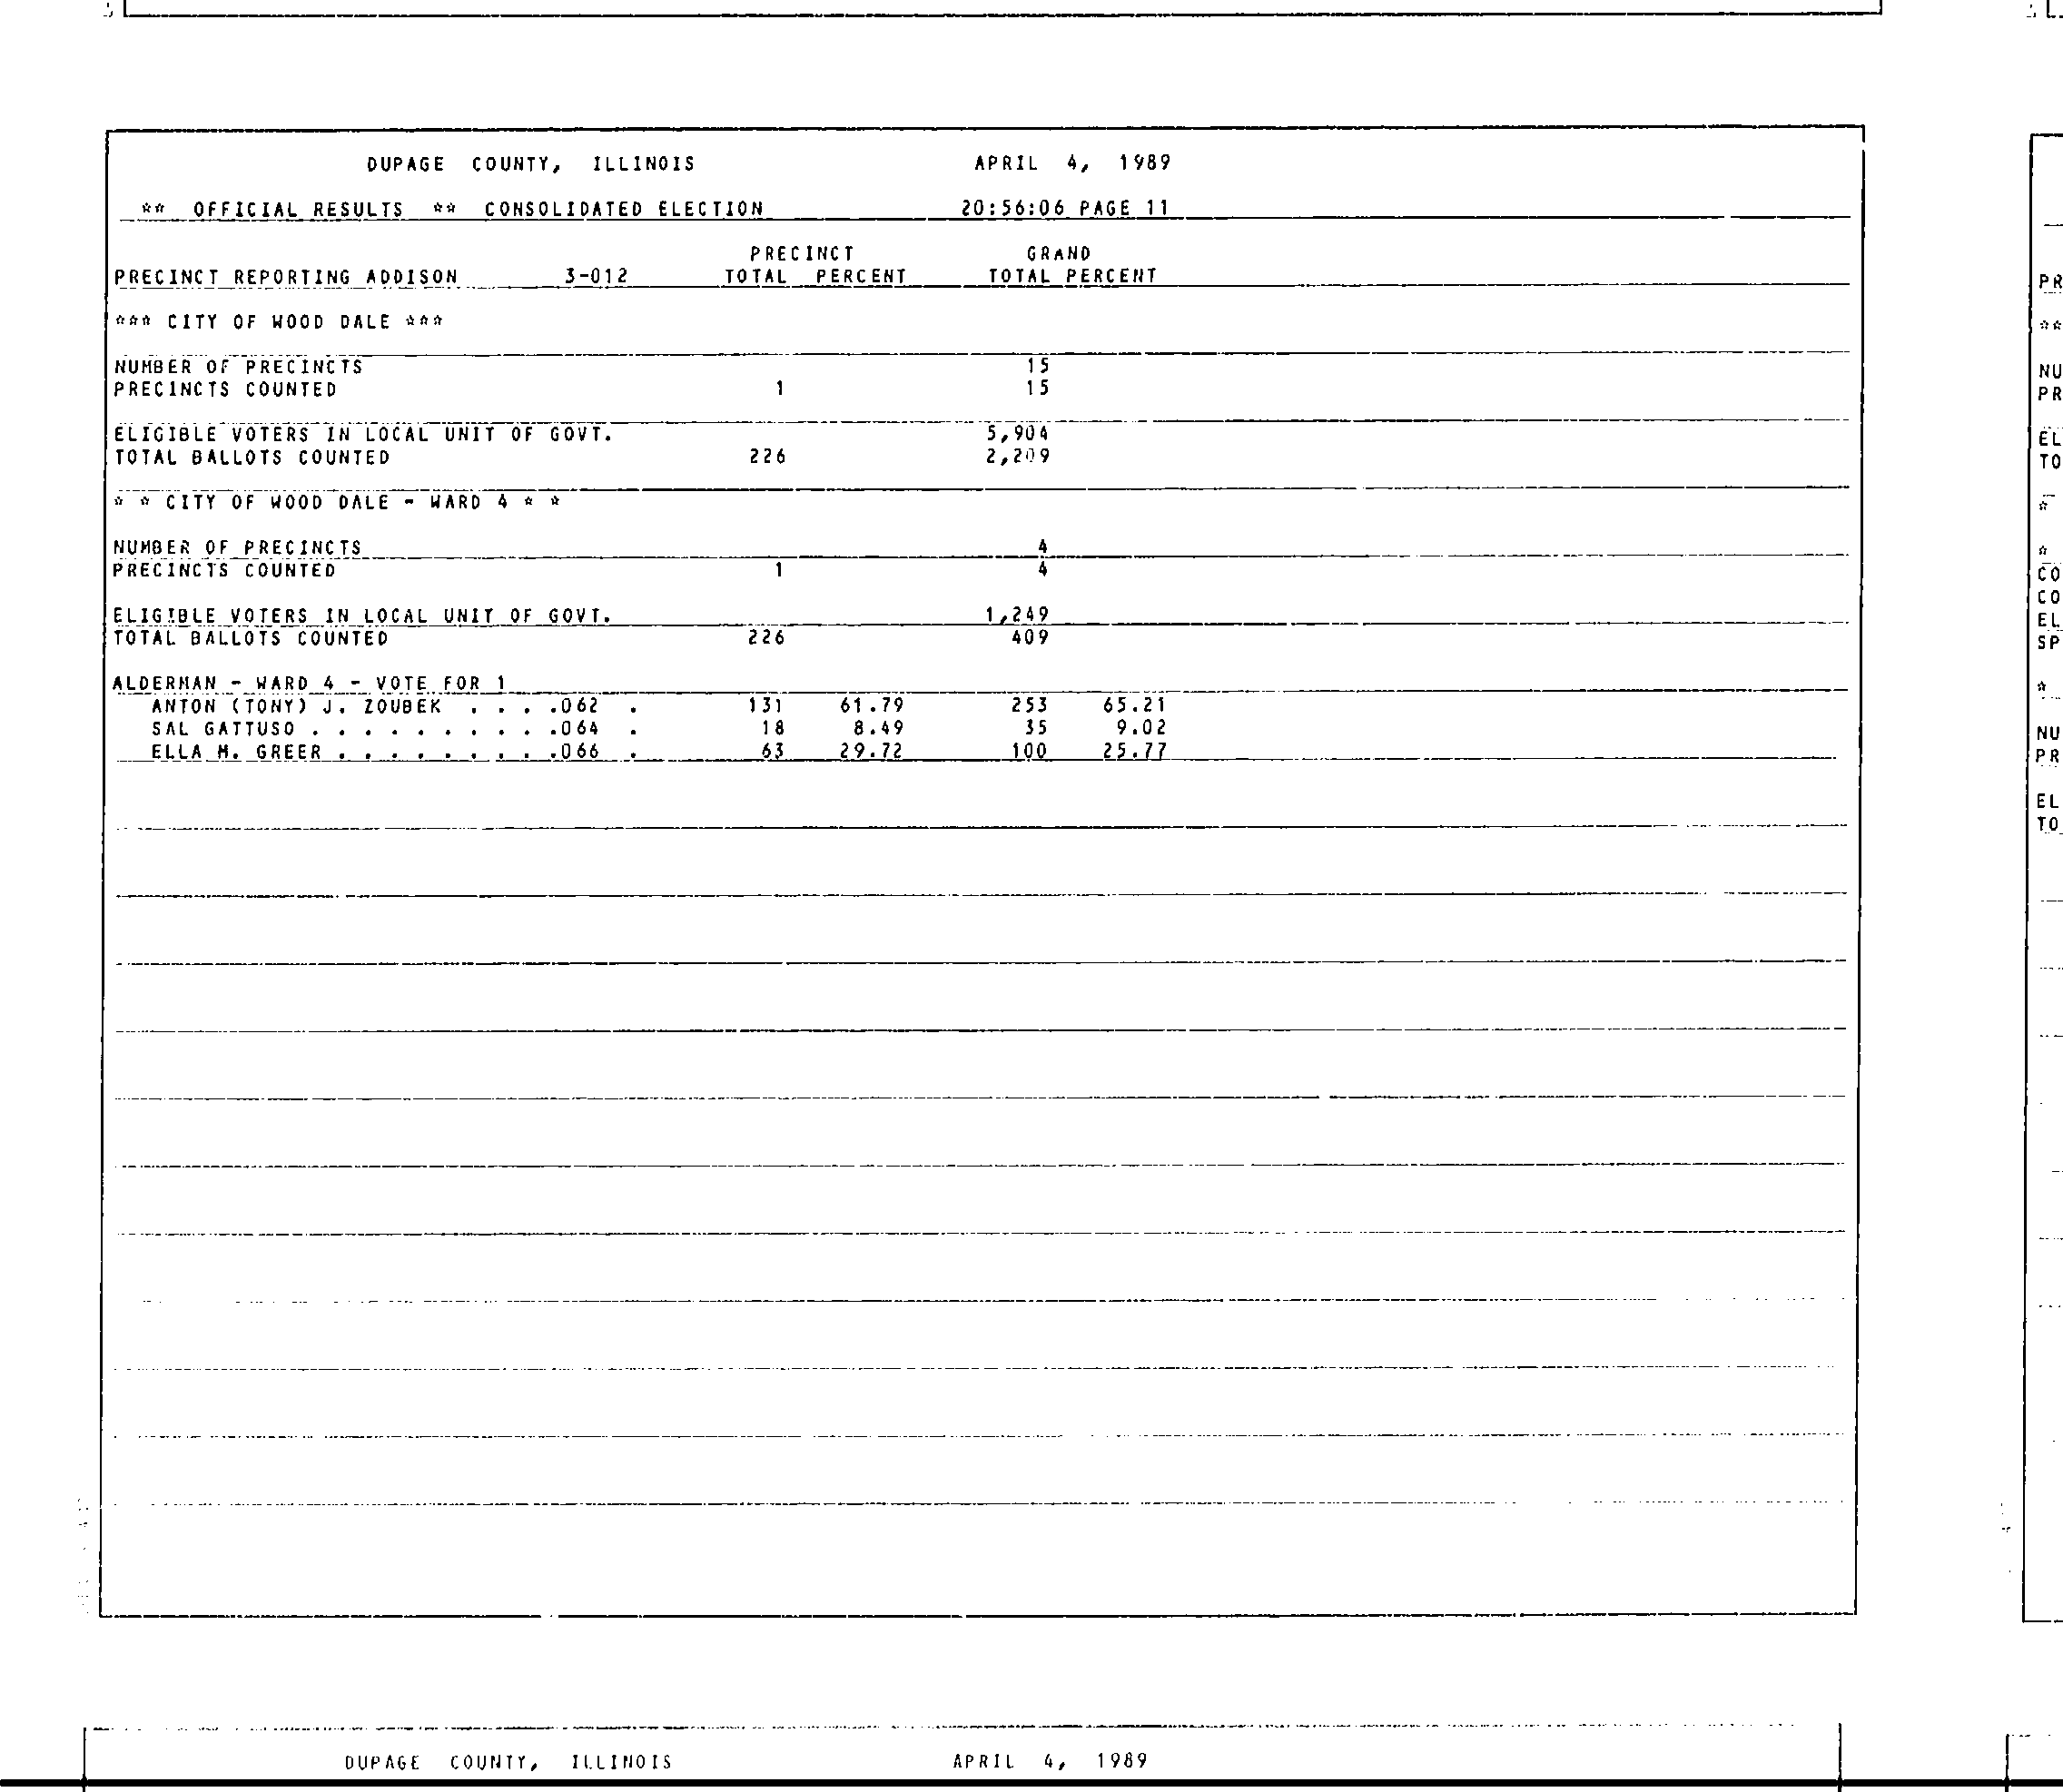 DUPAGE COUNTY, ILLINOIS APRIL 4, 1989
** OFFICIAL RESULTS ** CONSOLIDATED ELECTION 20:56:06 PAGE 11
PRECINCT GRAND
PRECINCT REPORTING ADDISON 3-012 TOTAL PERCENT TOTAL PERCENT
*** CITY OF WOOD DALE ***
NUMBER OF PRECINCTS 15
PRECINCTS COUNTED 1 15
ELIGIBLE VOTERS IN LOCAL UNIT OF GOVT. 5,904
TOTAL BALLOTS COUNTED 226 2,209
* * CITY OF WOOD DALE - WARD 4 * *
NUMBER OF PRECINCTS 4
PRECINCTS COUNTED 1 4
ELIGIBLE VOTERS IN LOCAL UNIT OF GOVT. 1,249
TOTAL BALLOTS COUNTED 226 409
ALDERMAN - WARD 4 - VOTE FOR 1
ANTON (TONY) J. ZOUBEK . . . .062 . 131 61.79 253 65.21
SAL GATTUSO . . . . . . . . . .064 . 18 8.49 35 9.02
ELLA M. GREER . . . . . . . . .066 . 63 29.72 100 25.77
DUPAGE COUNTY, ILLINOIS APRIL 4, 1989
PR
**
NU
PR
EL
TO
*
*
CO
CO
EL
SP
*
NU
PR
EL
TO